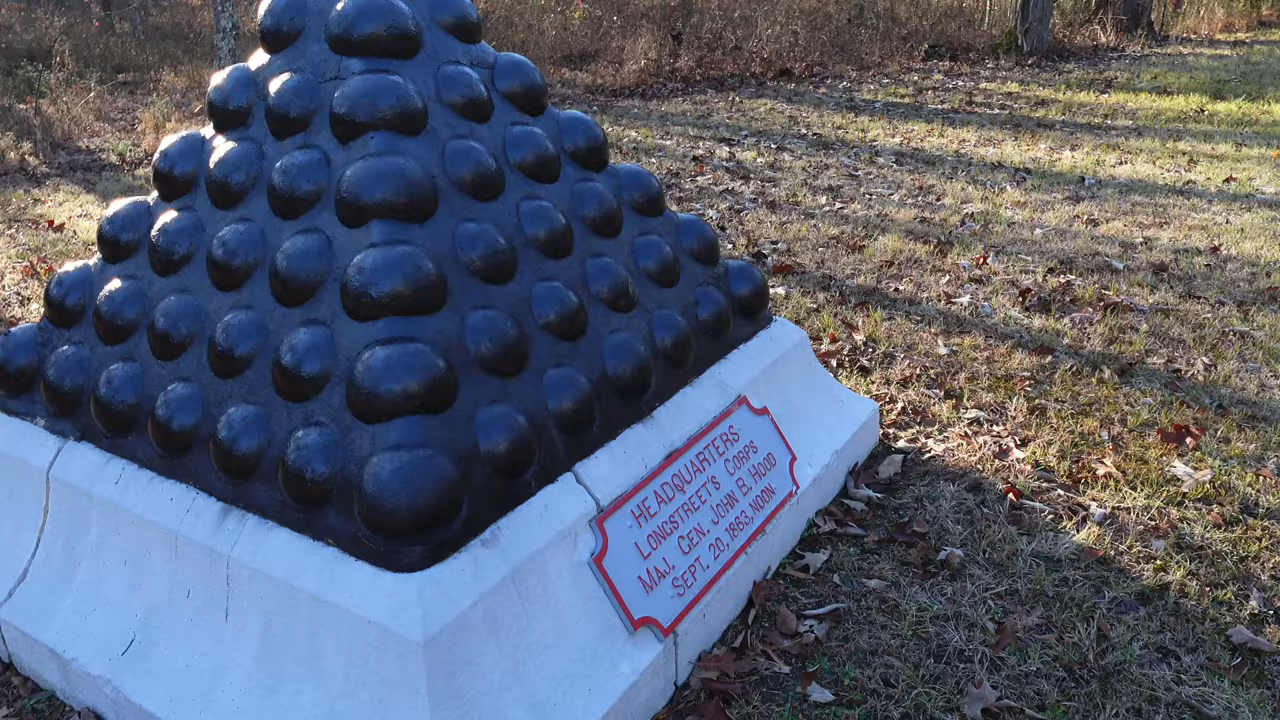 HEADQUARTERS
LONGSTREET'S CORPS
MAJ. GEN. JOHN B. HOOD
SEPT. 20, 1863, NOON.